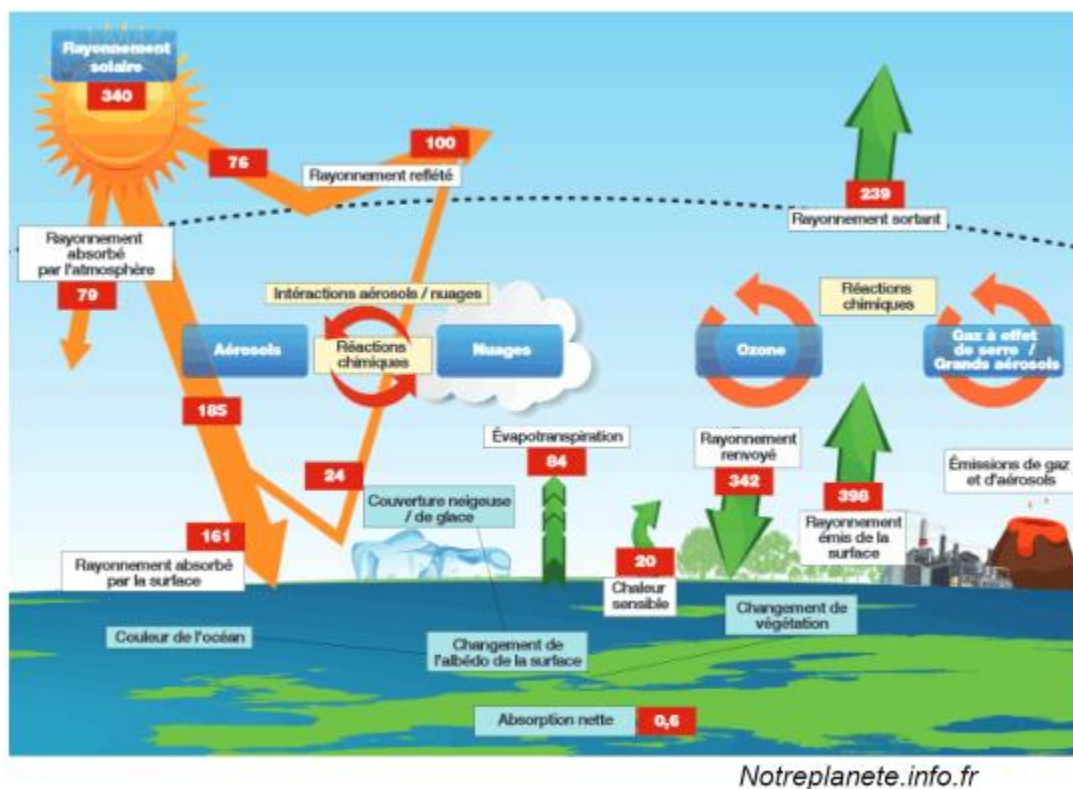 Rayonnement
solaire
340
76
100
Rayonnement reflété
239
Rayonnement sortant
Rayonnement
absorbé
par l'atmosphère
79
Intéractions aérosols / nuages
Aérosols
Réactions
chimiques
Nuages
Réactions
chimiques
Ozone
Gaz à effet
de serre /
Grands aérosols
185
Évapotranspiration
84
Rayonnement
renvoyé
342
24
Couverture neigeuse
/ de glace
398
Rayonnement
émis de la
surface
Émissions de gaz
et d'aérosols
161
Rayonnement absorbé
par la surface
20
Chaleur
sensible
Couleur de l'océan
Changement de
l'albédo de la surface
Changement de
végétation
Absorption nette
0,6
Notreplanete.info.fr